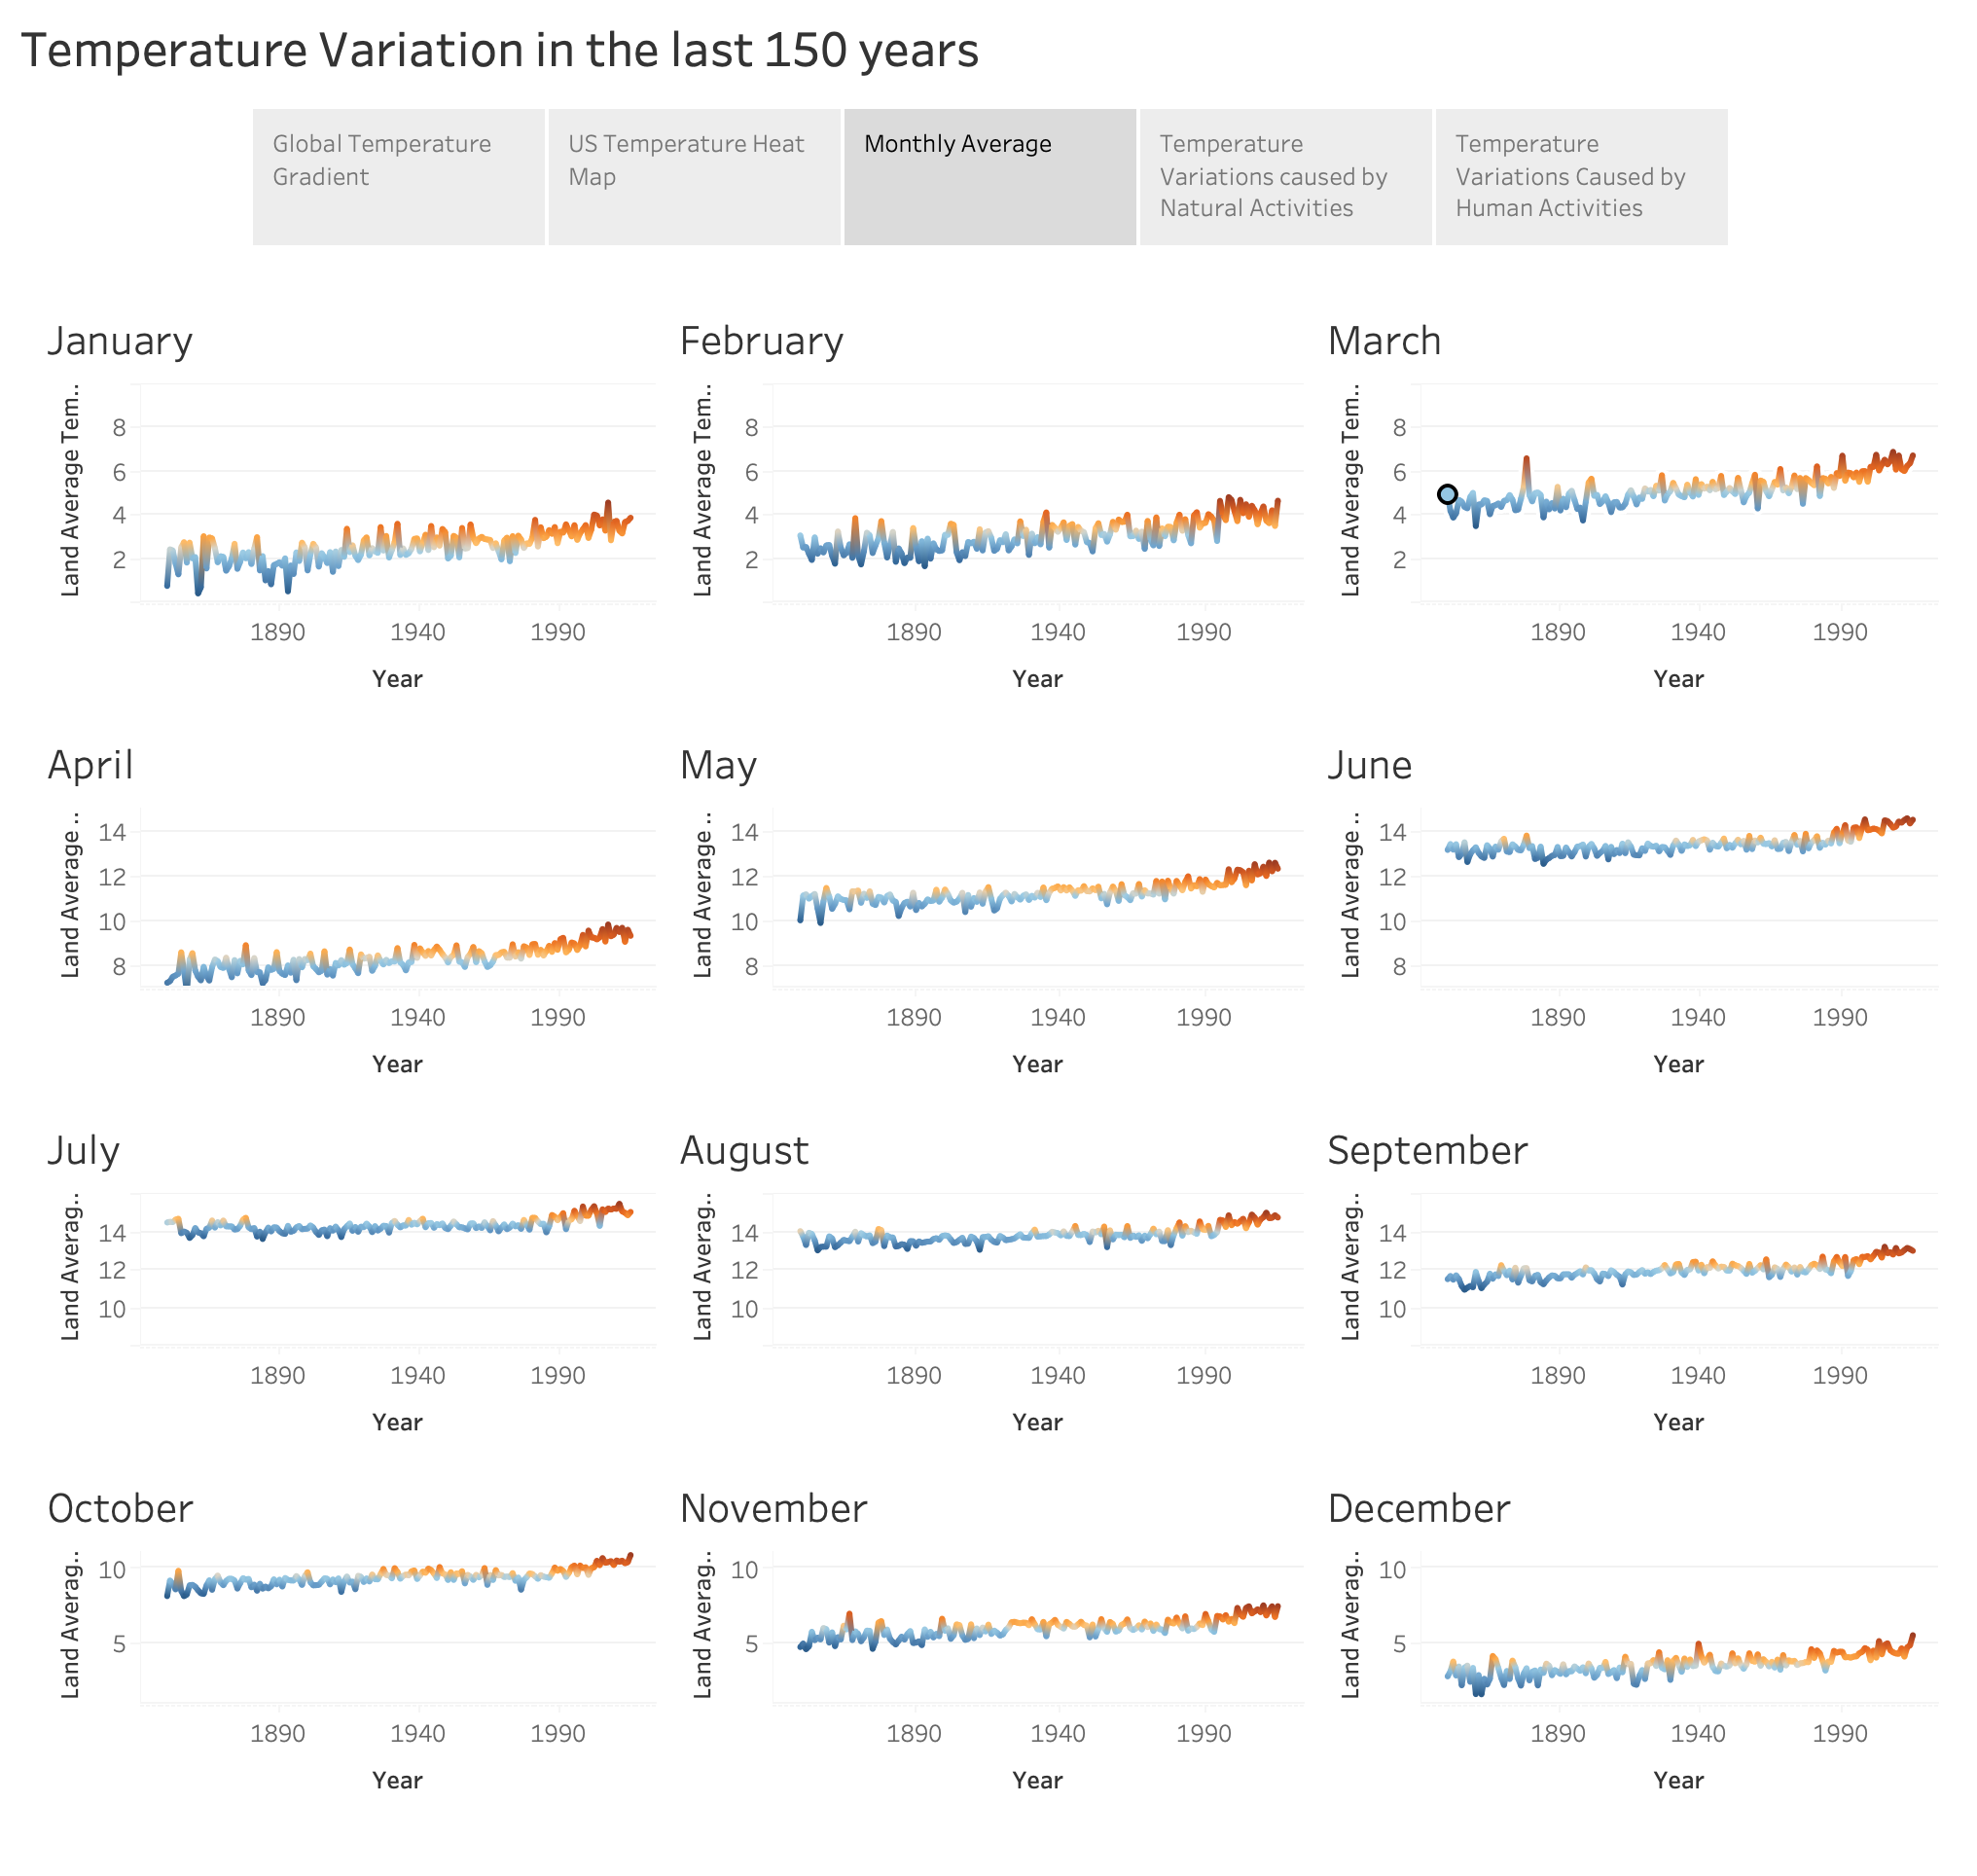 Temperature Variation in the last 150 years
Global Temperature
Gradient
US Temperature Heat
Map
Monthly Average
Temperature
Variations caused by
Natural Activities
Temperature
Variations Caused by
Human Activities
January
Land Average Tem..
8
6
4
2
1890 1940 1990
Year
February
Land Average Tem..
8
6
4
2
1890 1940 1990
Year
March
Land Average Tem..
8
6
4
2
1890 1940 1990
Year
April
Land Average ..
14
12
10
8
1890 1940 1990
Year
May
Land Average ..
14
12
10
8
1890 1940 1990
Year
June
Land Average ..
14
12
10
8
1890 1940 1990
Year
July
Land Averag..
14
12
10
1890 1940 1990
Year
August
Land Averag..
14
12
10
1890 1940 1990
Year
September
Land Averag..
14
12
10
1890 1940 1990
Year
October
Land Averag..
10
5
1890 1940 1990
Year
November
Land Averag..
10
5
1890 1940 1990
Year
December
Land Averag..
10
5
1890 1940 1990
Year